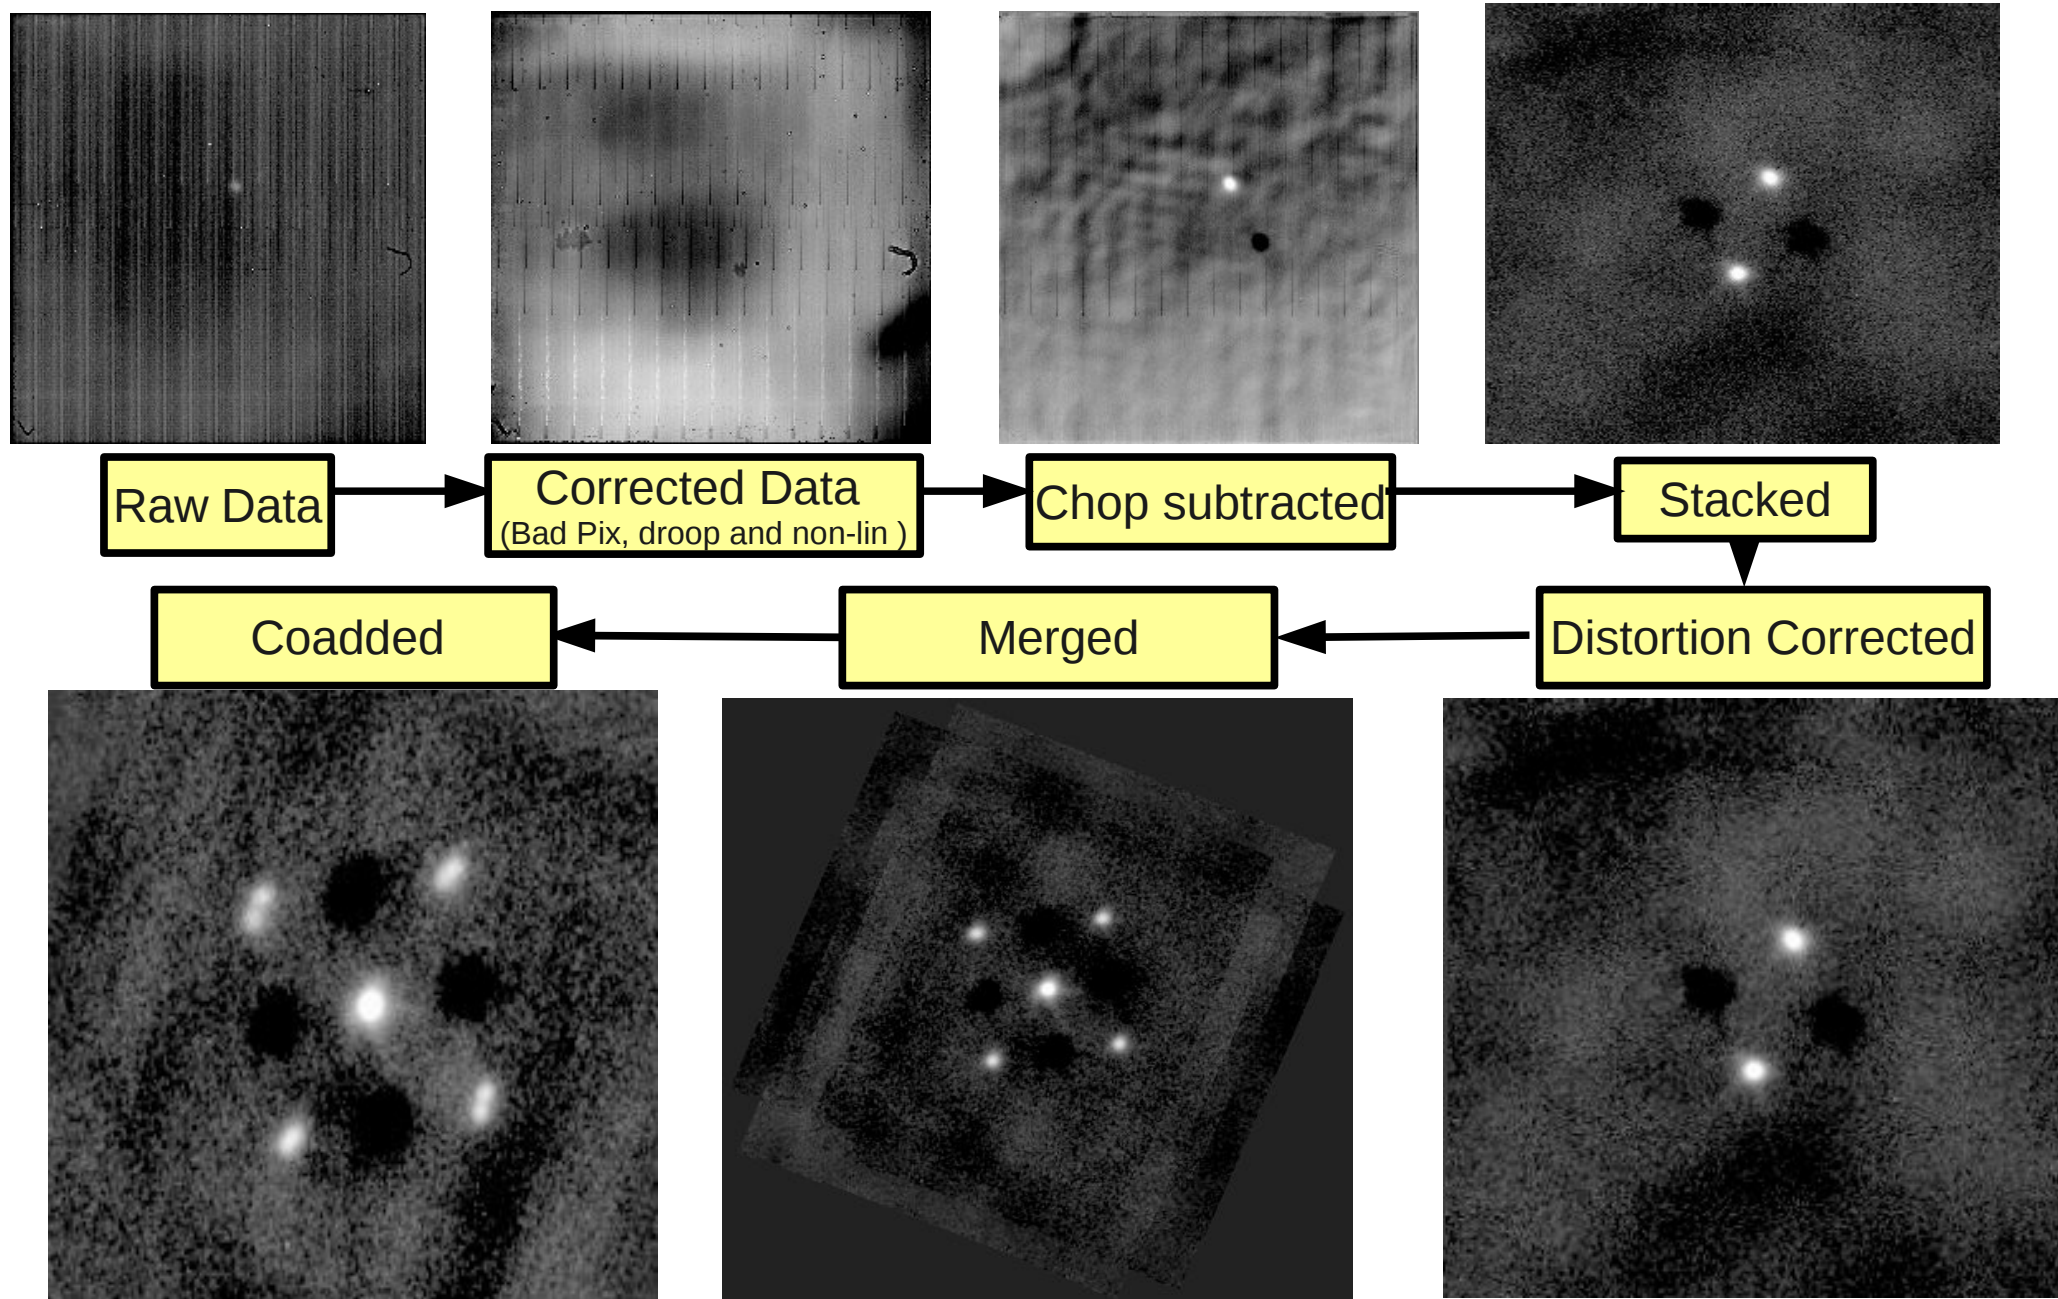 Raw Data
Corrected Data
(Bad Pix, droop and non-lin )
Chop subtracted
Stacked
Distortion Corrected
Merged
Coadded